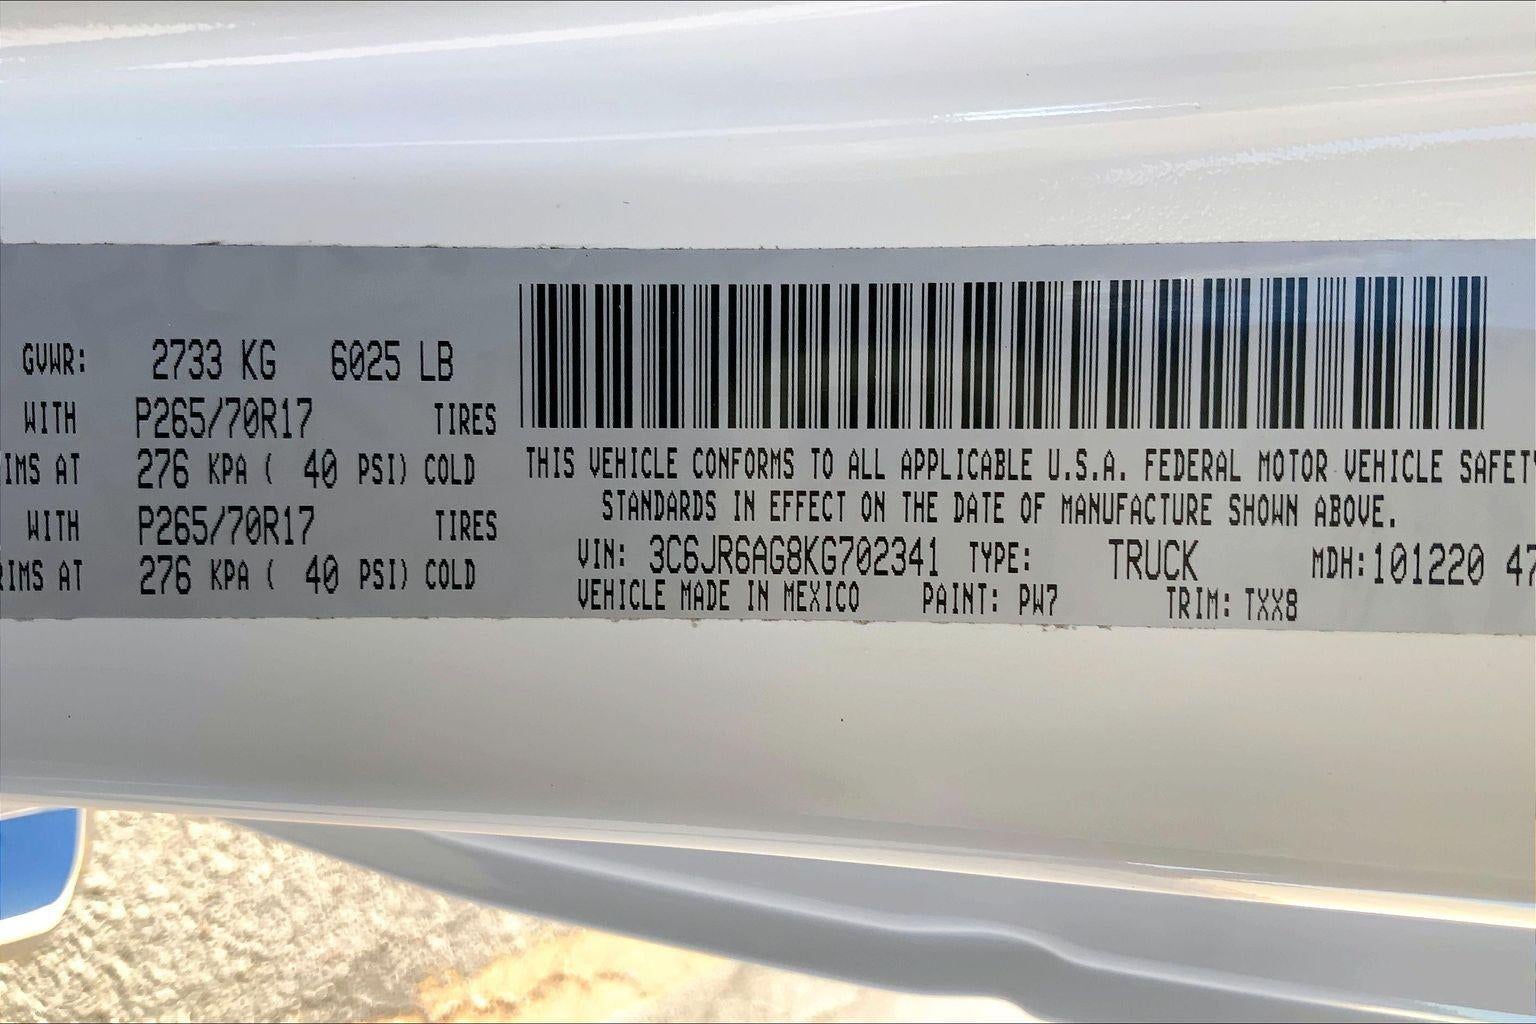 GVWR: 2733 KG 6025 LB
WITH P265/70R17 TIRES
IMS AT 276 KPA ( 40 PSI) COLD
WITH P265/70R17 TIRES
RIMS AT 276 KPA ( 40 PSI) COLD
THIS VEHICLE CONFORMS TO ALL APPLICABLE U.S.A. FEDERAL MOTOR VEHICLE SAFETY
STANDARDS IN EFFECT ON THE DATE OF MANUFACTURE SHOWN ABOVE.
VIN: 3C6JR6AG8KG702341 TYPE: TRUCK MDH: 101220 47
VEHICLE MADE IN MEXICO PAINT: PW7 TRIM: TXX8